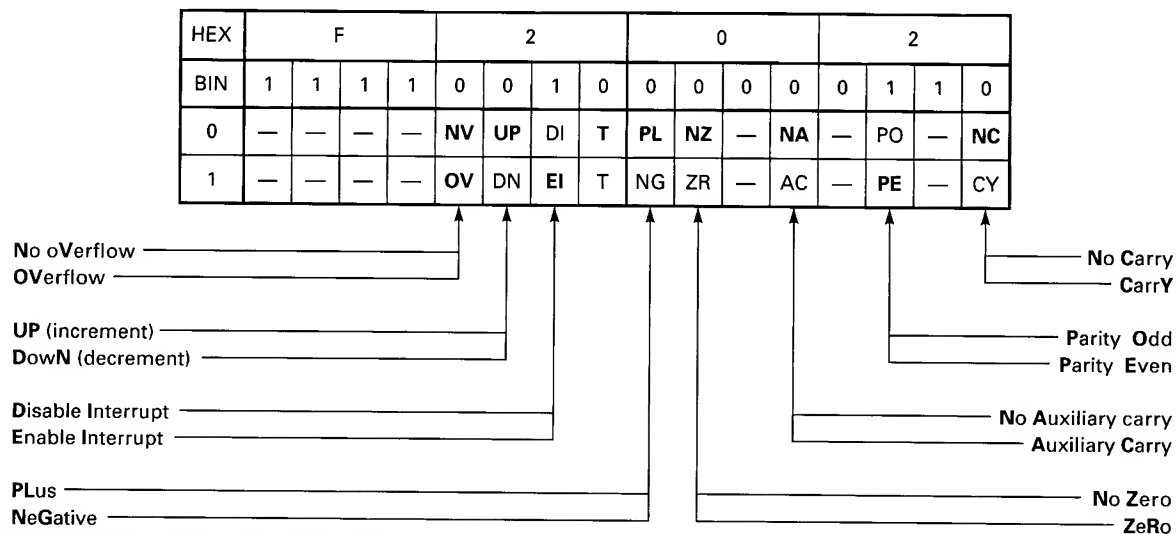 HEX F 2 0 2
BIN 1 1 1 1 0 0 1 0 0 0 0 0 0 1 1 0
0 — — — — NV UP DI T PL NZ — NA — PO — NC
1 — — — — OV DN EI T NG ZR — AC — PE — CY
No oVerflow
OVerflow
UP (increment)
DowN (decrement)
Disable Interrupt
Enable Interrupt
PLus
NeGative
No Carry
CarrY
Parity Odd
Parity Even
No Auxiliary carry
Auxiliary Carry
No Zero
ZeRo